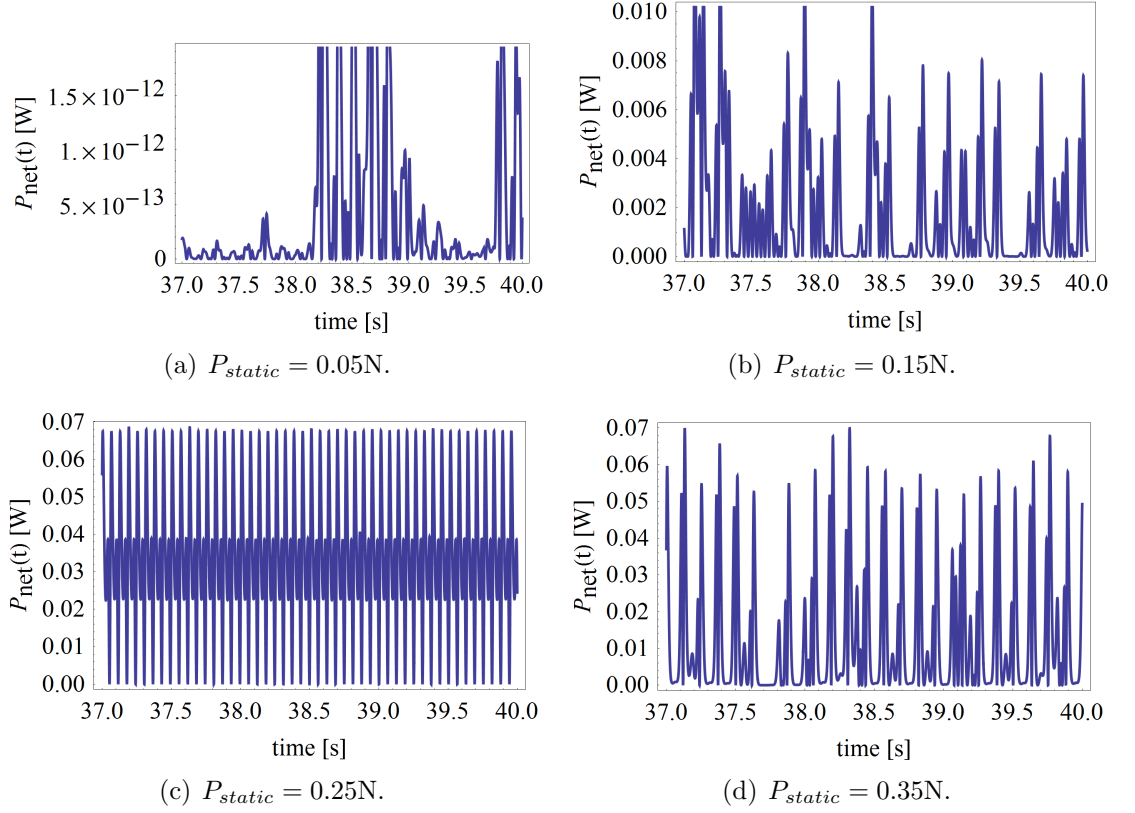 P_net(t) [W]
1.5×10^-12
1.×10^-12
5.×10^-13
0
37.0 37.5 38.0 38.5 39.0 39.5 40.0
time [s]
(a) P_static = 0.05N.
P_net(t) [W]
0.010
0.008
0.006
0.004
0.002
0.000
37.0 37.5 38.0 38.5 39.0 39.5 40.0
time [s]
(b) P_static = 0.15N.
P_net(t) [W]
0.07
0.06
0.05
0.04
0.03
0.02
0.01
0.00
37.0 37.5 38.0 38.5 39.0 39.5 40.0
time [s]
(c) P_static = 0.25N.
P_net(t) [W]
0.07
0.06
0.05
0.04
0.03
0.02
0.01
0.00
37.0 37.5 38.0 38.5 39.0 39.5 40.0
time [s]
(d) P_static = 0.35N.